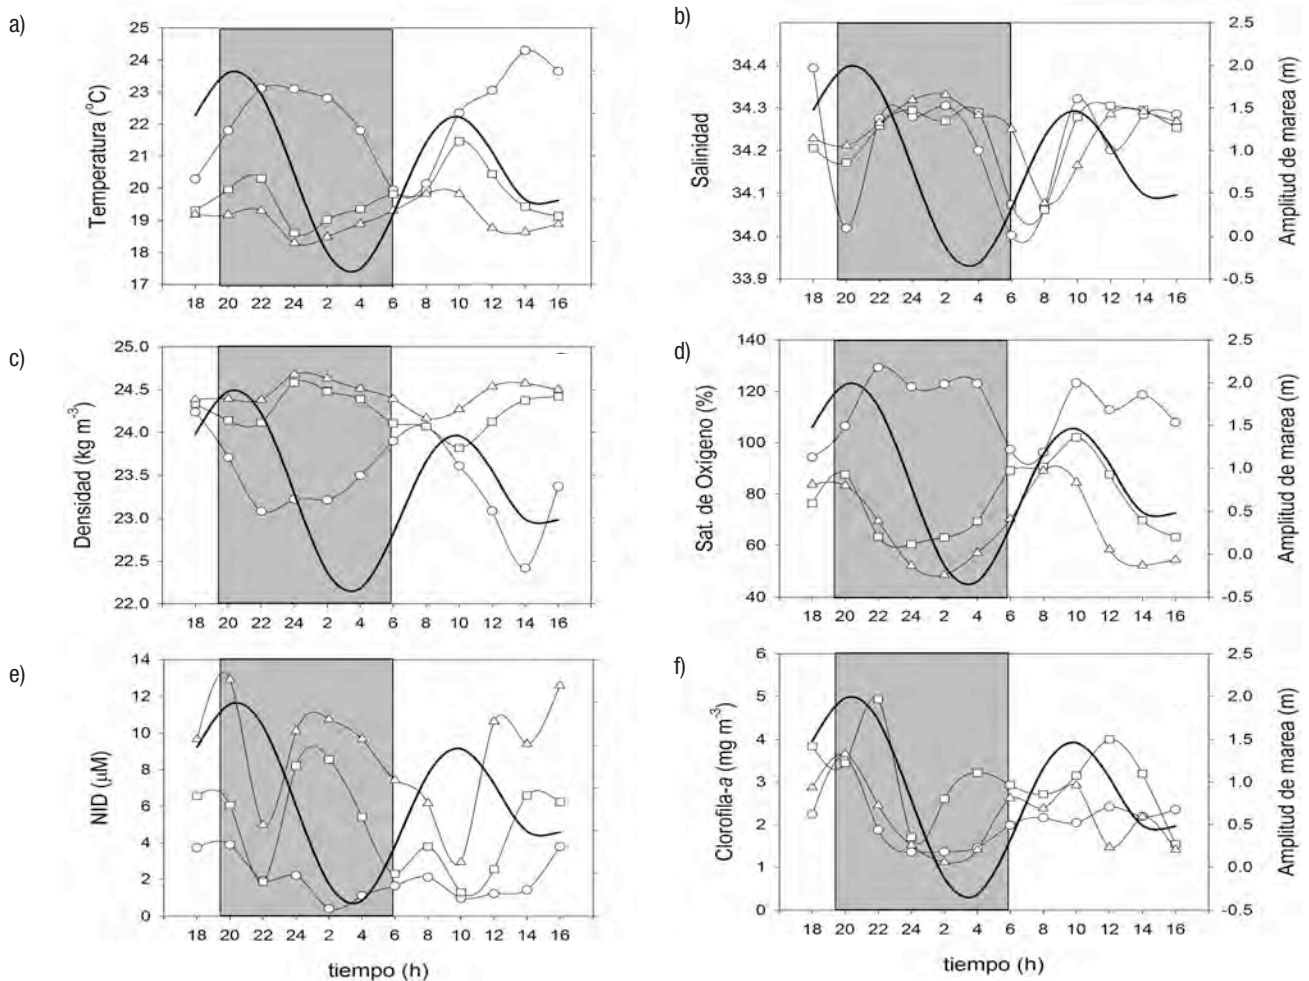 a)
25
24
23
22
21
20
19
18
17
Temperatura (°C)
18 20 22 24 2 4 6 8 10 12 14 16
b)
34.4
34.3
34.2
34.1
34.0
33.9
Salinidad
2.5
2.0
1.5
1.0
0.5
0.0
-0.5
Amplitud de marea (m)
18 20 22 24 2 4 6 8 10 12 14 16
c)
25.0
24.5
24.0
23.5
23.0
22.5
22.0
Densidad (kg m-3)
18 20 22 24 2 4 6 8 10 12 14 16
d)
140
120
100
80
60
40
Sat. de Oxígeno (%)
2.5
2.0
1.5
1.0
0.5
0.0
-0.5
Amplitud de marea (m)
18 20 22 24 2 4 6 8 10 12 14 16
e)
14
12
10
8
6
4
2
0
NID (µM)
18 20 22 24 2 4 6 8 10 12 14 16
tiempo (h)
f)
6
5
4
3
2
1
0
Clorofila-a (mg m-3)
2.5
2.0
1.5
1.0
0.5
0.0
-0.5
Amplitud de marea (m)
18 20 22 24 2 4 6 8 10 12 14 16
tiempo (h)